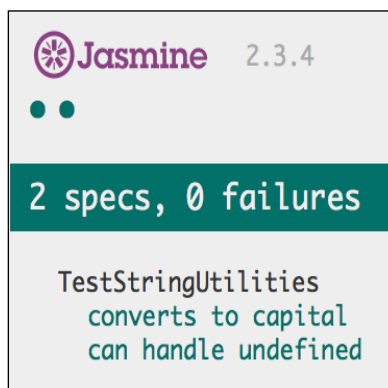 Jasmine 2.3.4
2 specs, 0 failures
TestStringUtilities
converts to capital
can handle undefined